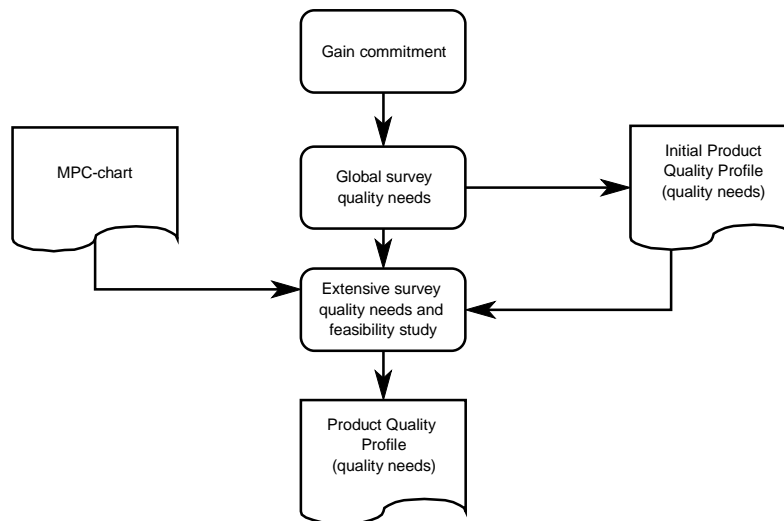 Gain commitment
MPC-chart
Global survey
quality needs
Initial Product
Quality Profile
(quality needs)
Extensive survey
quality needs and
feasibility study
Product Quality
Profile
(quality needs)